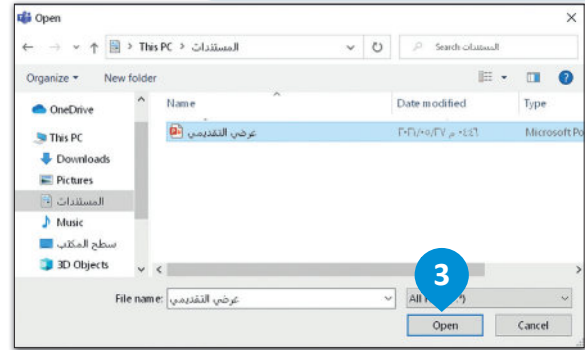 Open
This PC > المستندات
Search المستندات
Organize
New folder
Name
Date modified
Type
OneDrive
This PC
Downloads
Pictures
المستندات
Music
سطح المكتب
3D Objects
عرضي التقديمي
Microsoft Po
3
File name: عرضي التقديمي
All
Open
Cancel